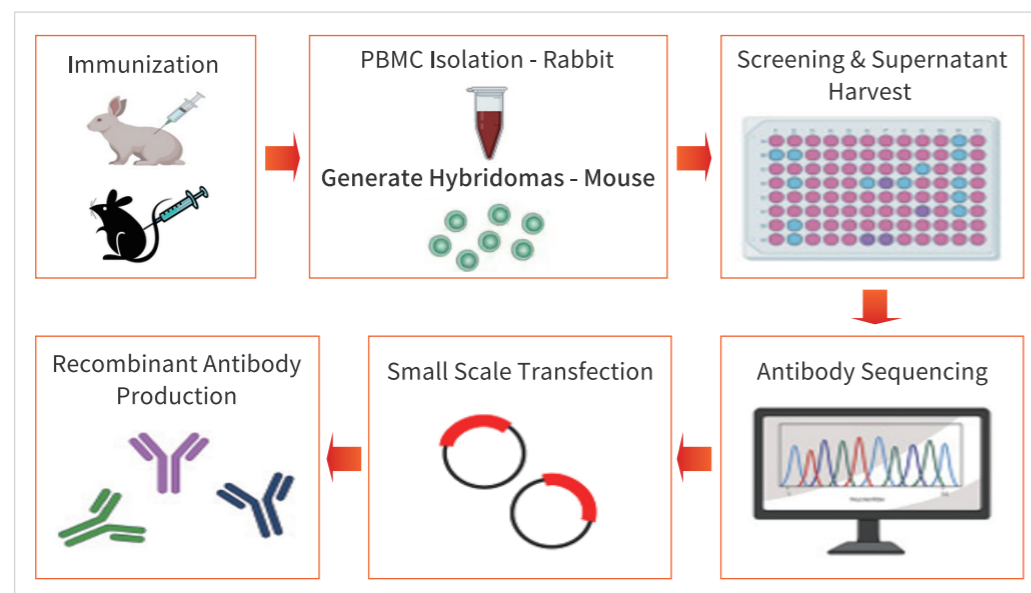 Immunization
PBMC Isolation - Rabbit
Generate Hybridomas - Mouse
Screening & Supernatant
Harvest
Antibody Sequencing
Small Scale Transfection
Recombinant Antibody
Production